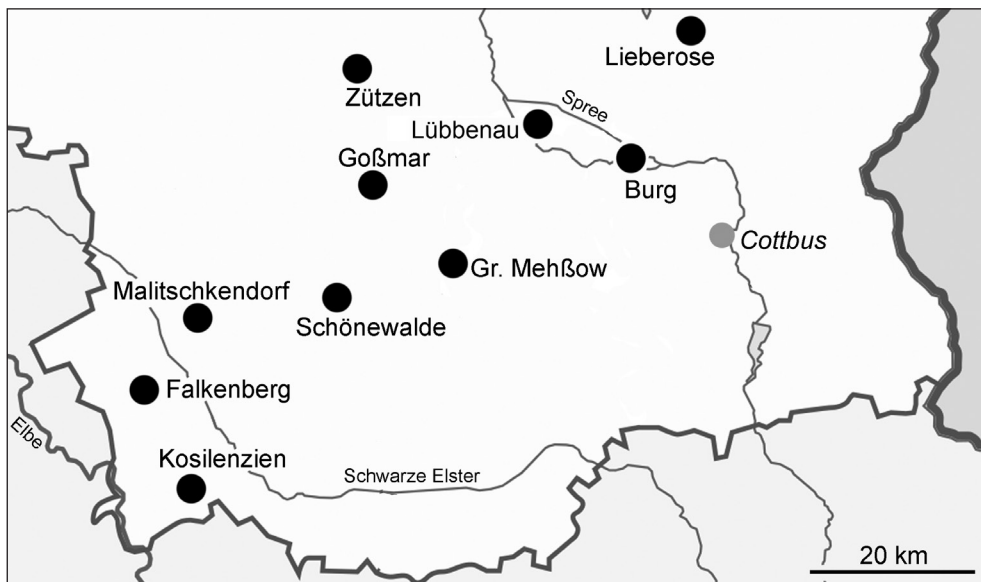 Lieberose
Zützen
Spree
Lübbenau
Goßmar
Burg
Cottbus
Gr. Mehßow
Malitschkendorf
Schönewalde
Falkenberg
Elbe
Kosilenzien
Schwarze Elster
20 km